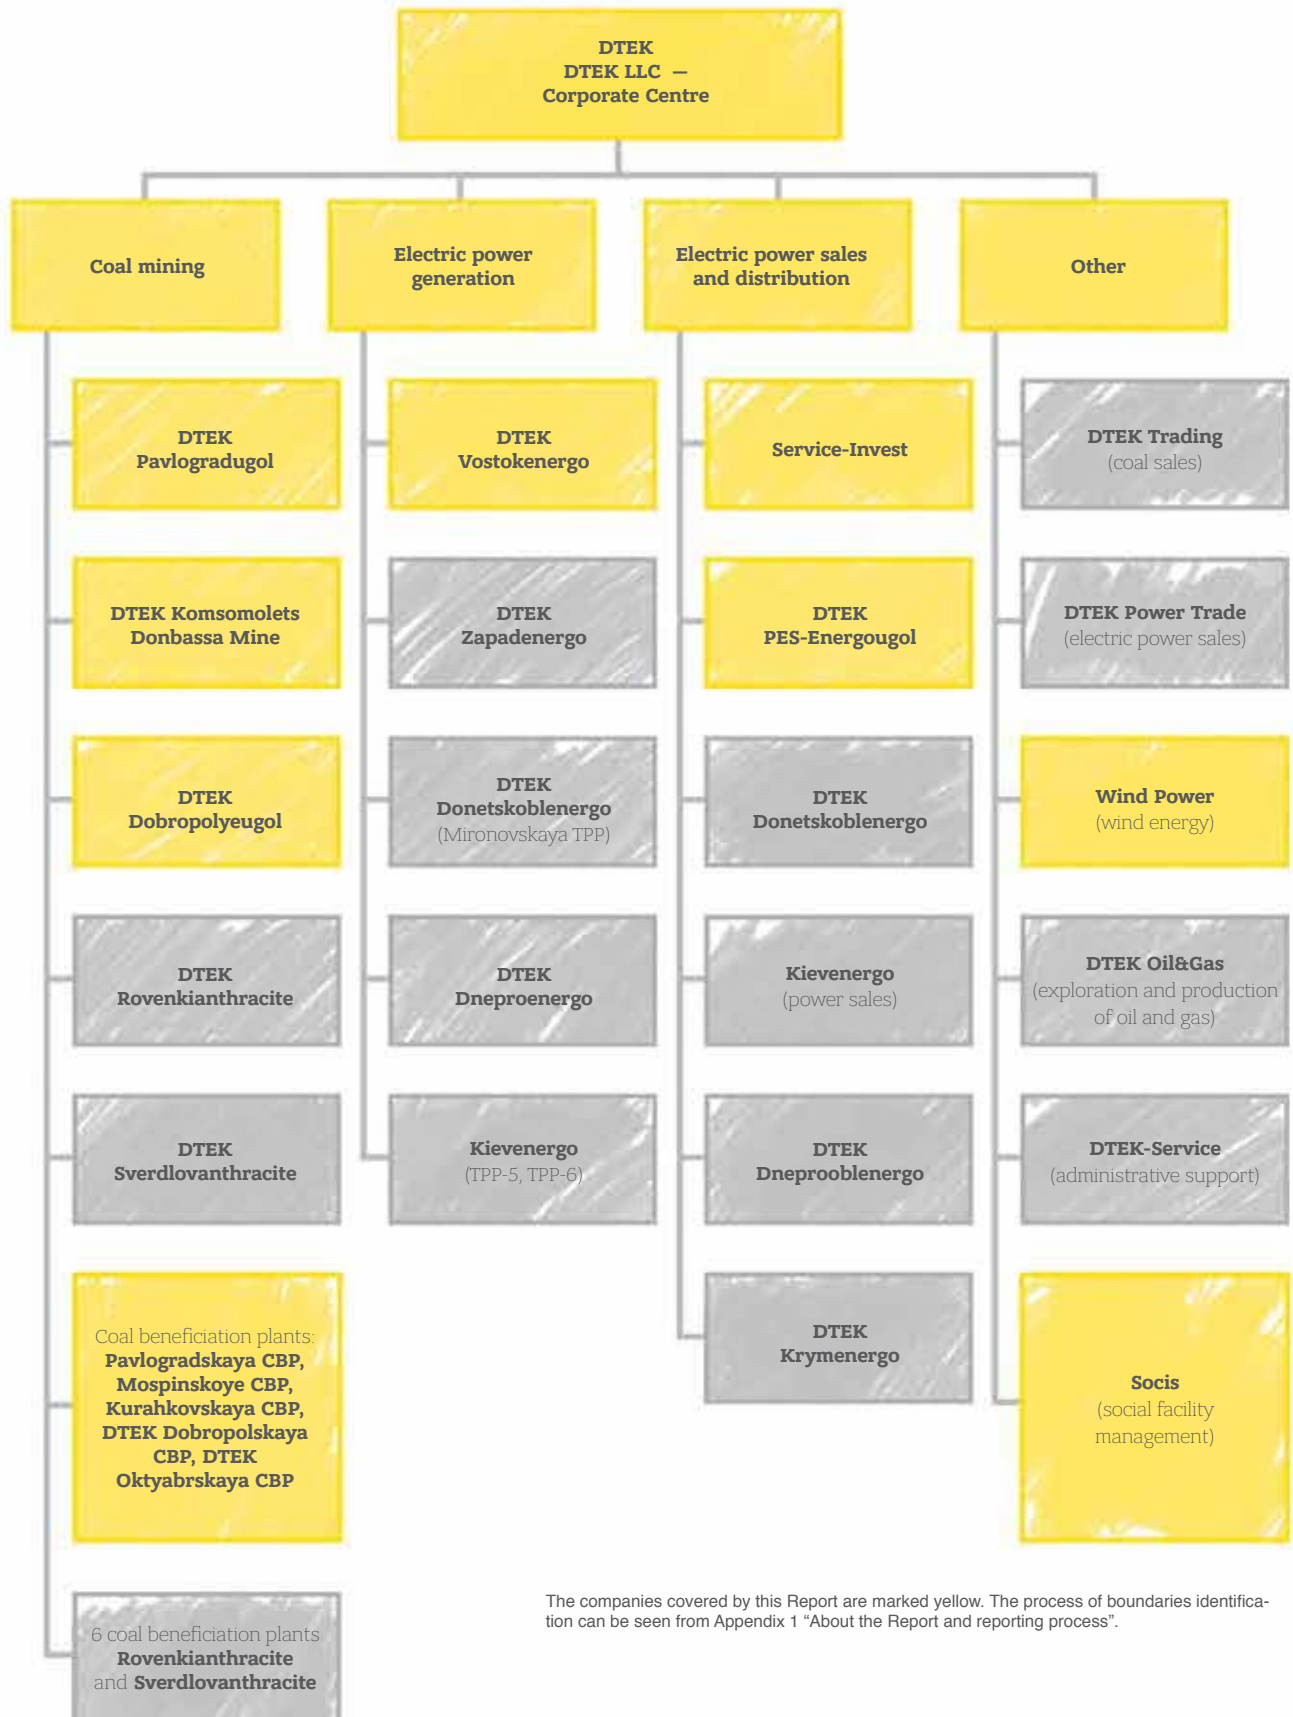 DTEK
DTEK LLC —
Corporate Centre
Coal mining
Electric power
generation
Electric power sales
and distribution
Other
DTEK
Pavlogradugol
DTEK Komsomolets
Donbassa Mine
DTEK
Dobropolyeugol
DTEK
Rovenkianthracite
DTEK
Sverdlovanthracite
Coal beneficiation plants:
Pavlogradskaya CBP,
Mospinskoye CBP,
Kurahkovskaya CBP,
DTEK Dobropolskaya
CBP, DTEK
Oktyabrskaya CBP
6 coal beneficiation plants
Rovenkianthracite
and Sverdlovanthracite
DTEK
Vostokenergo
DTEK
Zapadenergo
DTEK
Donetskoblenergo
(Mironovskaya TPP)
DTEK
Dneproenergo
Kievenergo
(TPP-5, TPP-6)
Service-Invest
DTEK
PES-Energougol
DTEK
Donetskoblenergo
Kievenergo
(power sales)
DTEK
Dneprooblenergo
DTEK
Krymenergo
DTEK Trading
(coal sales)
DTEK Power Trade
(electric power sales)
Wind Power
(wind energy)
DTEK Oil&Gas
(exploration and production
of oil and gas)
DTEK-Service
(administrative support)
Socis
(social facility
management)
The companies covered by this Report are marked yellow. The process of boundaries identifica-
tion can be seen from Appendix 1 “About the Report and reporting process”.